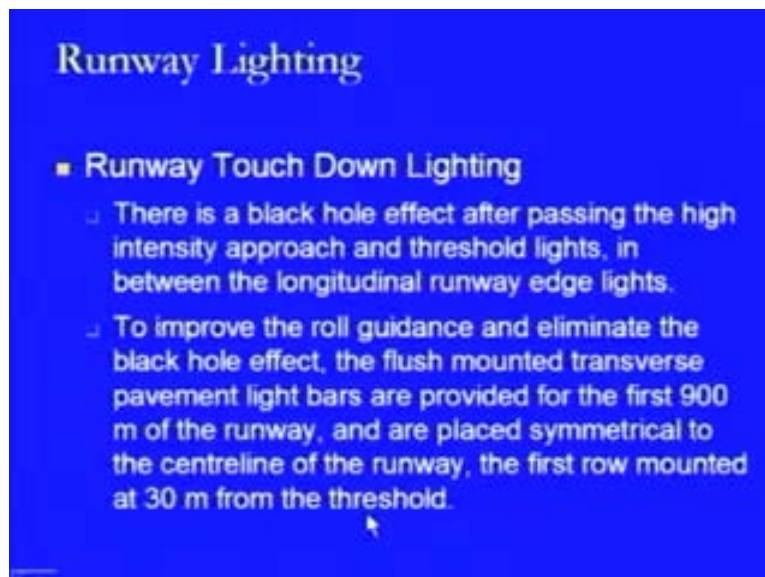 Runway Lighting
Runway Touch Down Lighting
There is a black hole effect after passing the high
intensity approach and threshold lights, in
between the longitudinal runway edge lights.
To improve the roll guidance and eliminate the
black hole effect, the flush mounted transverse
pavement light bars are provided for the first 900
m of the runway, and are placed symmetrical to
the centreline of the runway, the first row mounted
at 30 m from the threshold.